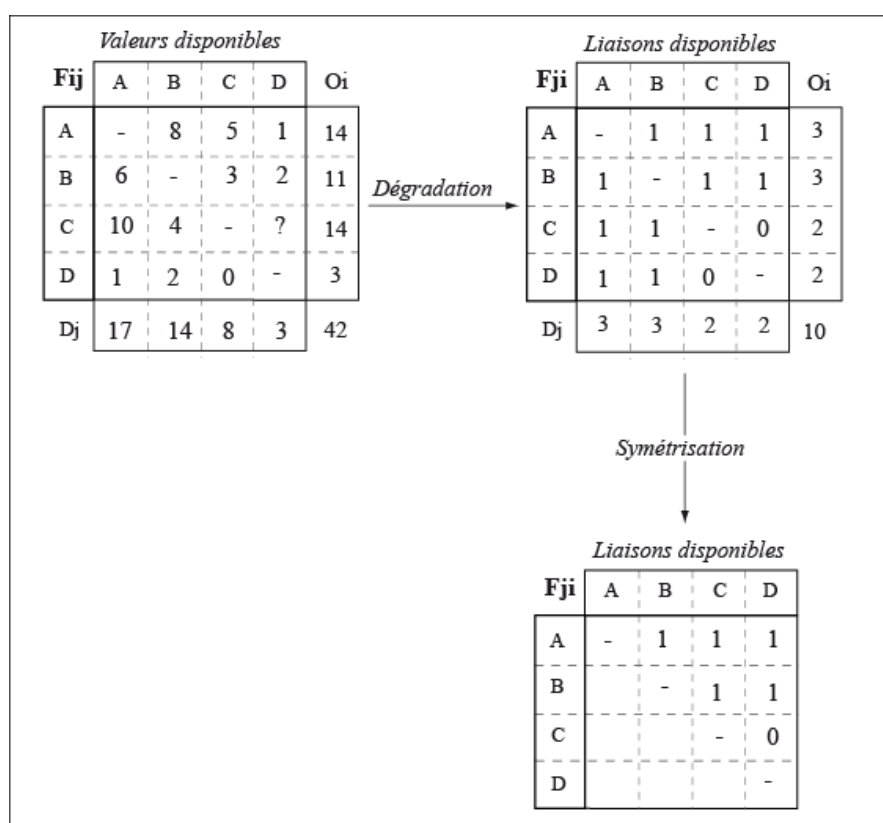 Valeurs disponibles
Fij A B C D Oi
A - 8 5 1 14
B 6 - 3 2 11
C 10 4 - ? 14
D 1 2 0 - 3
Dj 17 14 8 3 42
Dégradation
Liaisons disponibles
Fji A B C D Oi
A - 1 1 1 3
B 1 - 1 1 3
C 1 1 - 0 2
D 1 1 0 - 2
Dj 3 3 2 2 10
Symétrisation
Liaisons disponibles
Fji A B C D
A - 1 1 1
B - 1 1
C - 0
D -